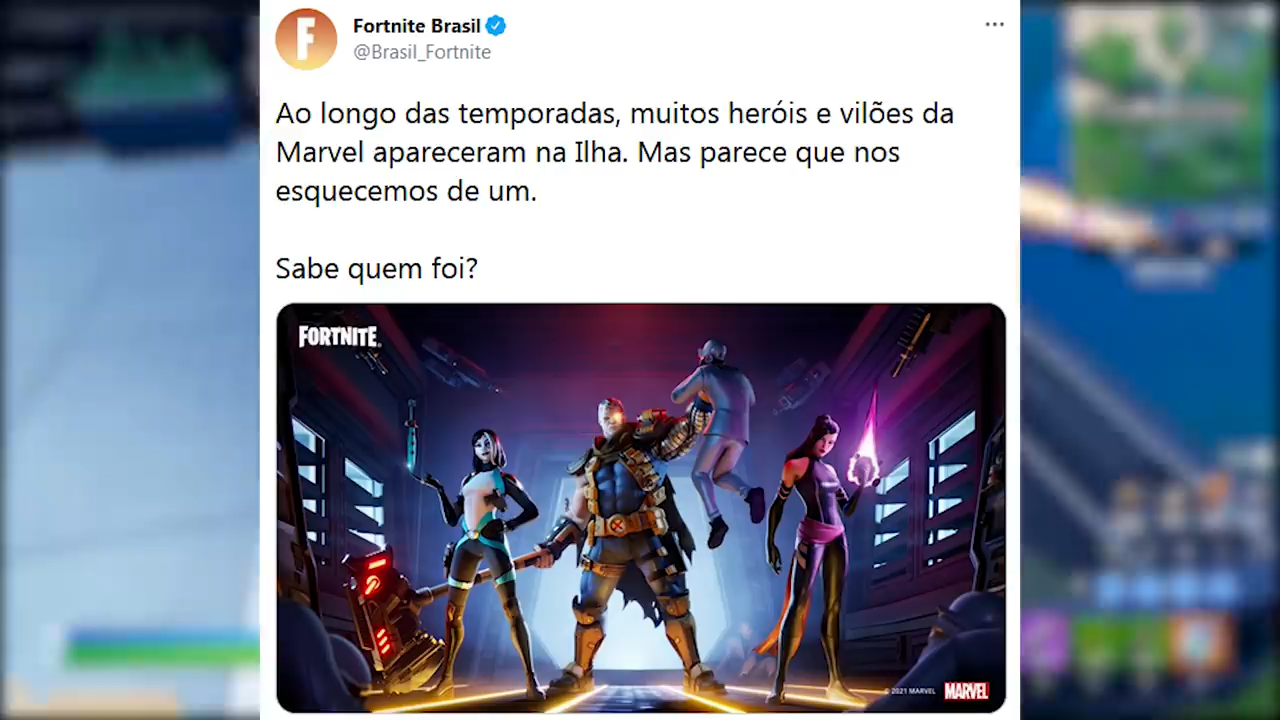 Fortnite Brasil
@Brasil_Fortnite
Ao longo das temporadas, muitos heróis e vilões da
Marvel apareceram na Ilha. Mas parece que nos
esquecemos de um.
Sabe quem foi?
FORTNITE
© 2021 MARVEL MARVEL